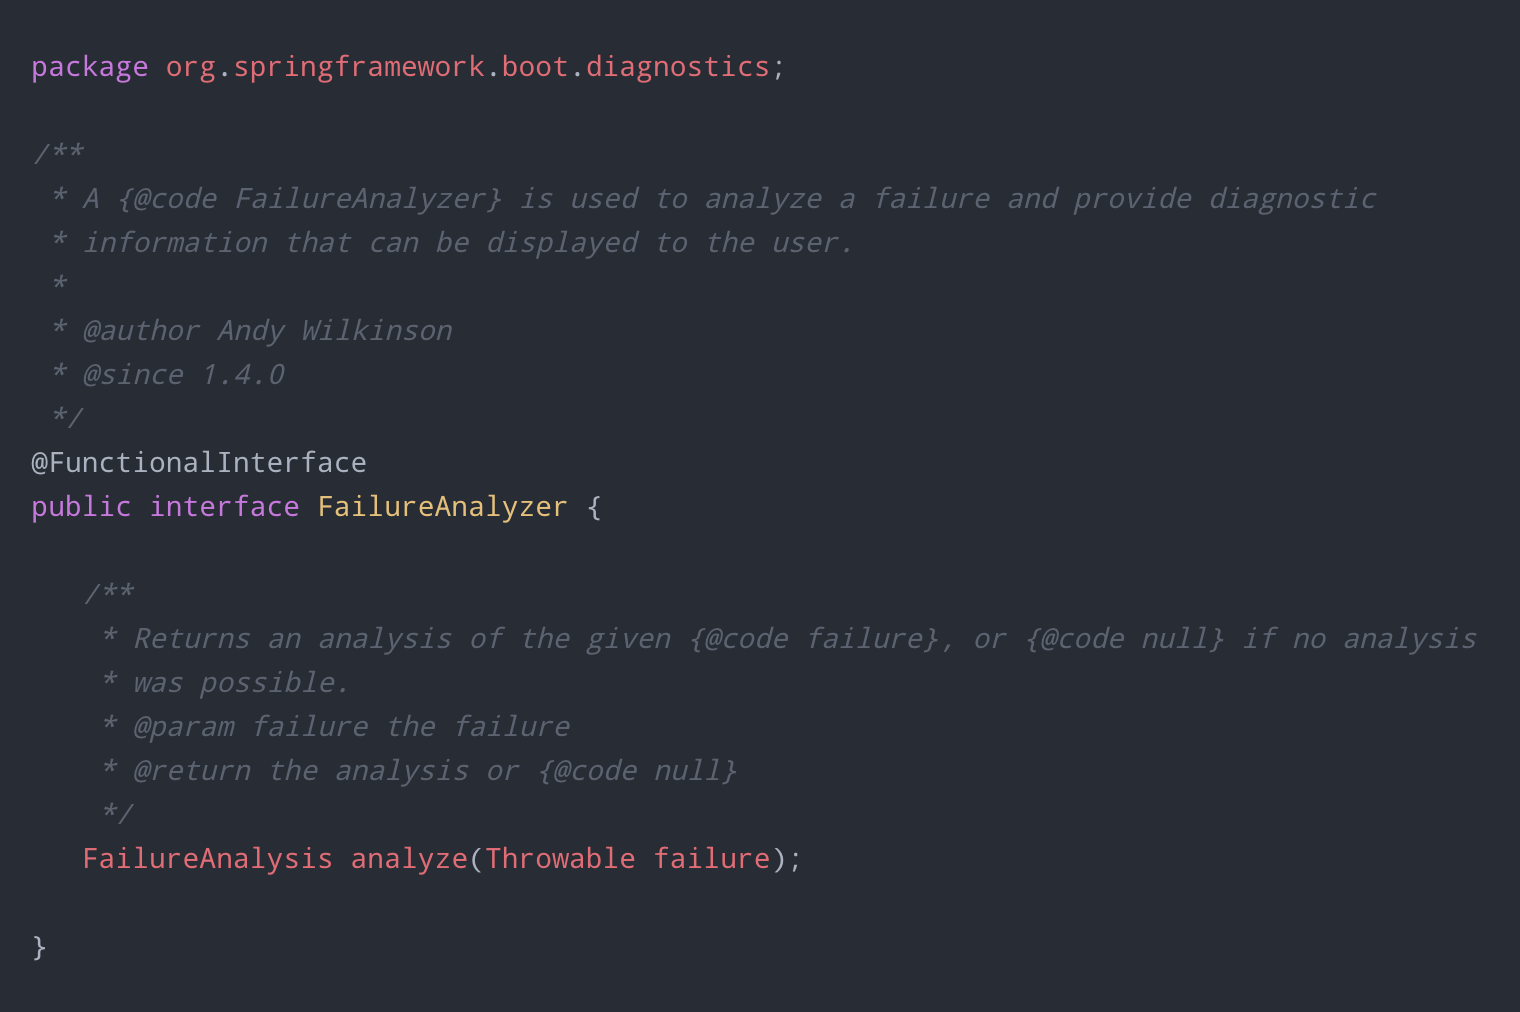 package org.springframework.boot.diagnostics;
/**
 * A {@code FailureAnalyzer} is used to analyze a failure and provide diagnostic
 * information that can be displayed to the user.
 *
 * @author Andy Wilkinson
 * @since 1.4.0
 */
@FunctionalInterface
public interface FailureAnalyzer {
   /**
    * Returns an analysis of the given {@code failure}, or {@code null} if no analysis
    * was possible.
    * @param failure the failure
    * @return the analysis or {@code null}
    */
   FailureAnalysis analyze(Throwable failure);
}